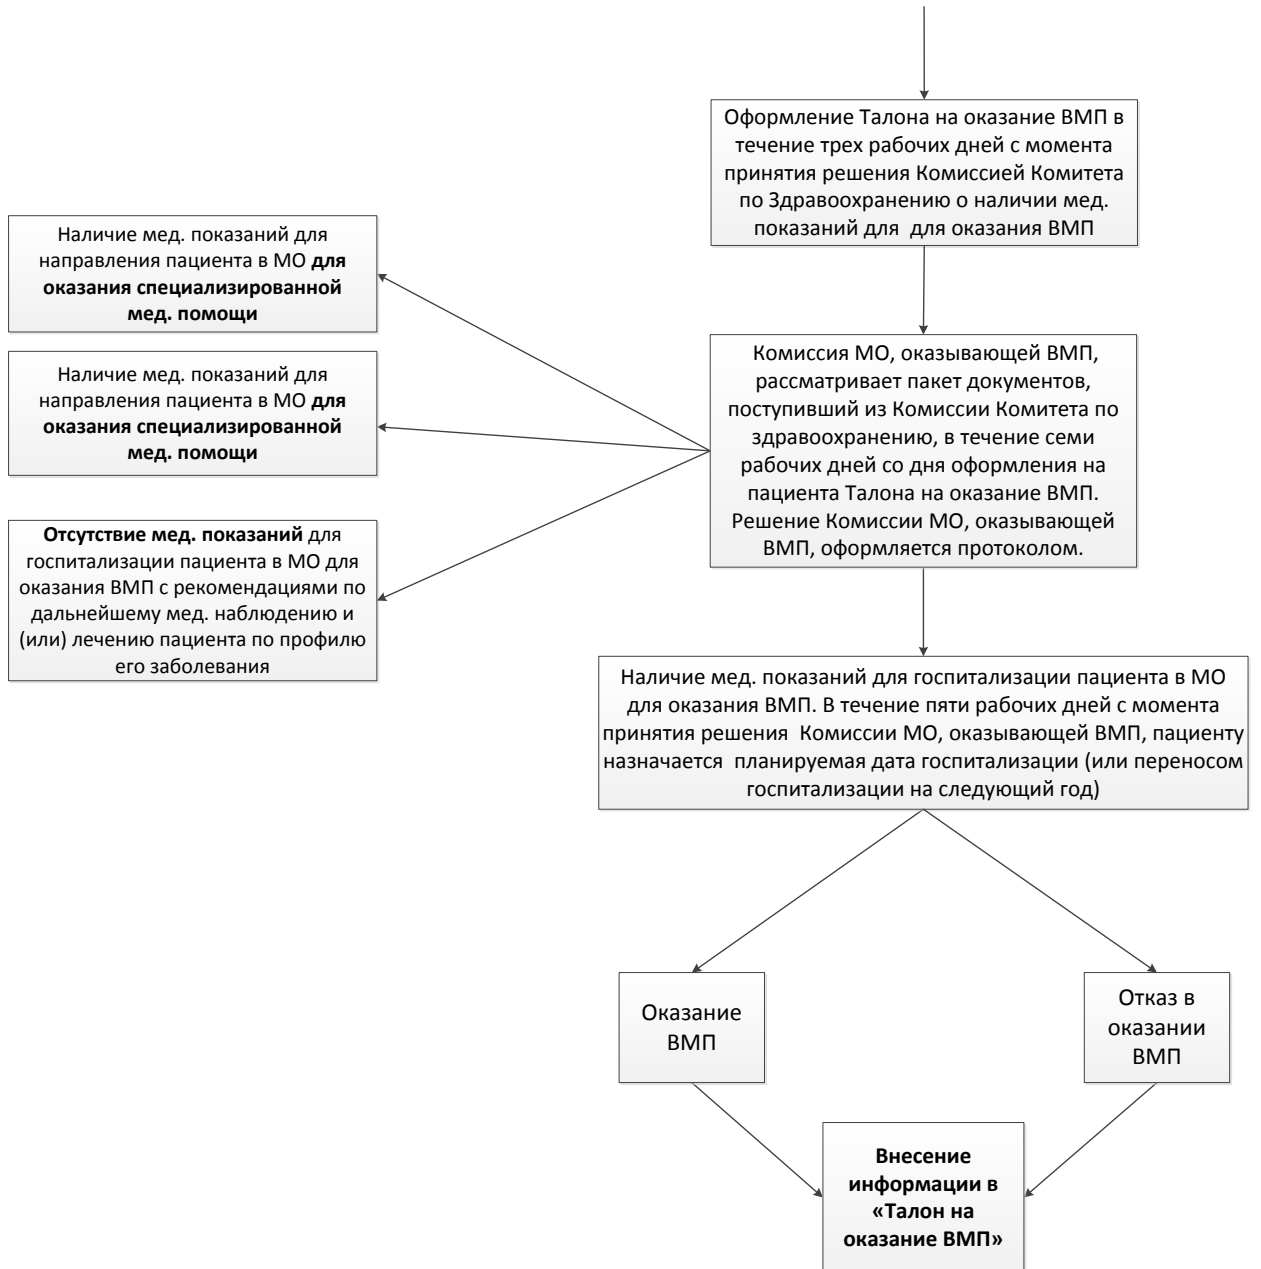 Оформление Талона на оказание ВМП в
течение трех рабочих дней с момента
принятия решения Комиссией Комитета
по Здравоохранению о наличии мед.
показаний для  для оказания ВМП
Наличие мед. показаний для
направления пациента в МО для
оказания специализированной
мед. помощи
Наличие мед. показаний для
направления пациента в МО для
оказания специализированной
мед. помощи
Отсутствие мед. показаний для
госпитализации пациента в МО для
оказания ВМП с рекомендациями по
дальнейшему мед. наблюдению и
(или) лечению пациента по профилю
его заболевания
Комиссия МО, оказывающей ВМП,
рассматривает пакет документов,
поступивший из Комиссии Комитета по
здравоохранению, в течение семи
рабочих дней со дня оформления на
пациента Талона на оказание ВМП.
Решение Комиссии МО, оказывающей
ВМП, оформляется протоколом.
Наличие мед. показаний для госпитализации пациента в МО
для оказания ВМП. В течение пяти рабочих дней с момента
принятия решения  Комиссии МО, оказывающей ВМП, пациенту
назначается  планируемая дата госпитализации (или переносом
госпитализации на следующий год)
Оказание
ВМП
Отказ в
оказании
ВМП
Внесение
информации в
«Талон на
оказание ВМП»